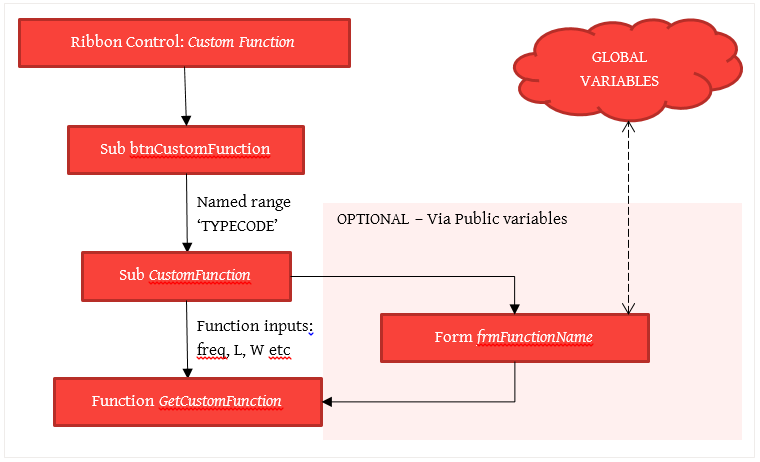 Ribbon Control: Custom Function
GLOBAL
VARIABLES
Sub btnCustomFunction
Named range
‘TYPECODE’
OPTIONAL – Via Public variables
Sub CustomFunction
Function inputs:
freq, L, W etc
Form frmFunctionName
Function GetCustomFunction